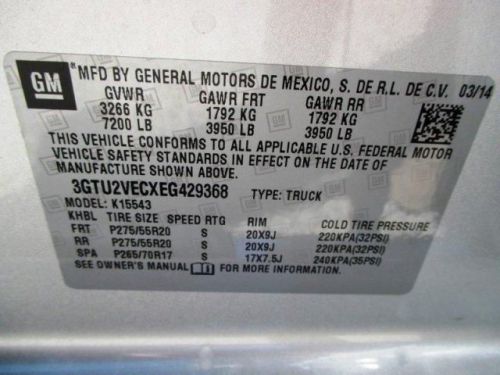 GM
MFD BY GENERAL MOTORS DE MEXICO, S. DE R.L. DE C.V. 03/14
GVWR GAWR FRT GAWR RR
3266 KG 1792 KG 1792 KG
7200 LB 3950 LB 3950 LB
THIS VEHICLE CONFORMS TO ALL APPLICABLE U.S. FEDERAL MOTOR
VEHICLE SAFETY STANDARDS IN EFFECT ON THE DATE OF
MANUFACTURE SHOWN ABOVE.
3GTU2VECXEG429368 TYPE: TRUCK
MODEL: K15543
KHBL TIRE SIZE SPEED RTG RIM COLD TIRE PRESSURE
FRT P275/55R20 S 20X9J 220KPA(32PSI)
RR P275/55R20 S 20X9J 220KPA(32PSI)
SPA P265/70R17 S 17X7.5J 240KPA(35PSI)
SEE OWNER'S MANUAL FOR MORE INFORMATION.